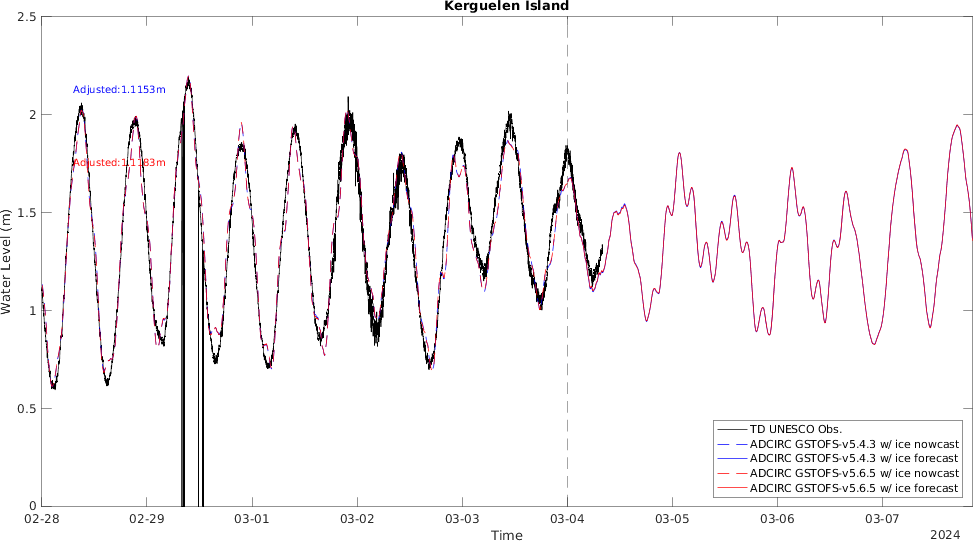 Kerguelen Island
2.5
2
1.5
1
0.5
0
Water Level (m)
Adjusted:1.1153m
Adjusted:1.1183m
TD UNESCO Obs.
ADCIRC GSTOFS-v5.4.3 w/ ice nowcast
ADCIRC GSTOFS-v5.4.3 w/ ice forecast
ADCIRC GSTOFS-v5.6.5 w/ ice nowcast
ADCIRC GSTOFS-v5.6.5 w/ ice forecast
02-28 02-29 03-01 03-02 03-03 03-04 03-05 03-06 03-07
Time
2024